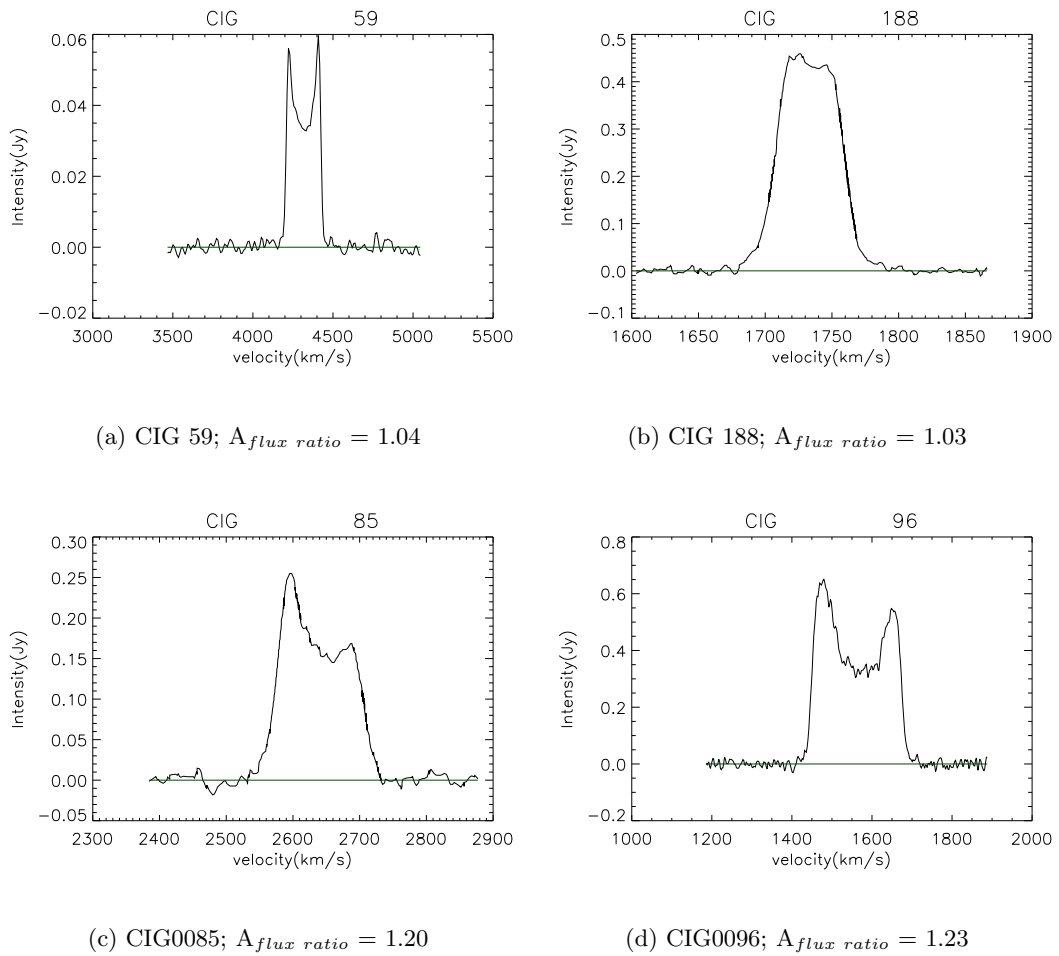 CIG 59
0.06
0.04
0.02
0.00
−0.02
Intensity(Jy)
3000 3500 4000 4500 5000 5500
velocity(km/s)
(a) CIG 59; A_flux ratio = 1.04
CIG 188
0.5
0.4
0.3
0.2
0.1
0.0
−0.1
Intensity(Jy)
1600 1650 1700 1750 1800 1850 1900
velocity(km/s)
(b) CIG 188; A_flux ratio = 1.03
CIG 85
0.30
0.25
0.20
0.15
0.10
0.05
0.00
−0.05
Intensity(Jy)
2300 2400 2500 2600 2700 2800 2900
velocity(km/s)
(c) CIG0085; A_flux ratio = 1.20
CIG 96
0.8
0.6
0.4
0.2
0.0
−0.2
Intensity(Jy)
1000 1200 1400 1600 1800 2000
velocity(km/s)
(d) CIG0096; A_flux ratio = 1.23